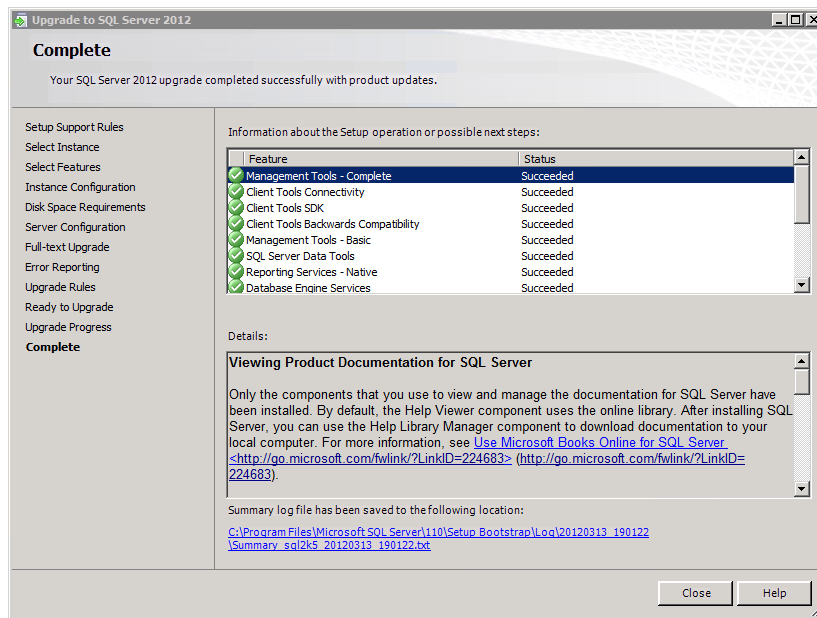 Upgrade to SQL Server 2012
Complete
Your SQL Server 2012 upgrade completed successfully with product updates.
Setup Support Rules
Select Instance
Select Features
Instance Configuration
Disk Space Requirements
Server Configuration
Full-text Upgrade
Error Reporting
Upgrade Rules
Ready to Upgrade
Upgrade Progress
Complete
Information about the Setup operation or possible next steps:
Feature Status
Management Tools - Complete Succeeded
Client Tools Connectivity Succeeded
Client Tools SDK Succeeded
Client Tools Backwards Compatibility Succeeded
Management Tools - Basic Succeeded
SQL Server Data Tools Succeeded
Reporting Services - Native Succeeded
Database Engine Services Succeeded
Details:
Viewing Product Documentation for SQL Server
Only the components that you use to view and manage the documentation for SQL Server have
been installed. By default, the Help Viewer component uses the online library. After installing SQL
Server, you can use the Help Library Manager component to download documentation to your
local computer. For more information, see Use Microsoft Books Online for SQL Server
<http://go.microsoft.com/fwlink/?LinkID=224683> (http://go.microsoft.com/fwlink/?LinkID=
224683).
Summary log file has been saved to the following location:
C:\Program Files\Microsoft SQL Server\110\Setup Bootstrap\Log\20120313_190122
\Summary_sql2k5_20120313_190122.txt
Close Help